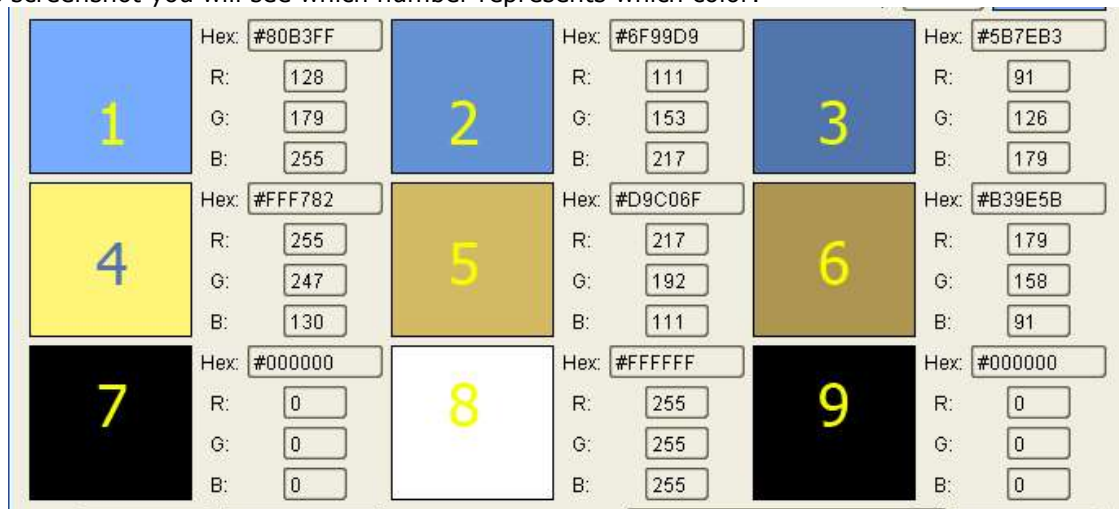 screenshot you will see which number represents which color.
Hex: #80B3FF Hex: #6F99D9 Hex: #5B7EB3
R: 128 R: 111 R: 91
1 G: 179 2 G: 153 3 G: 126
B: 255 B: 217 B: 179
Hex: #FFF782 Hex: #D9C06F Hex: #B39E5B
R: 255 R: 217 R: 179
4 G: 247 5 G: 192 6 G: 158
B: 130 B: 111 B: 91
Hex: #000000 Hex: #FFFFFF Hex: #000000
7 R: 0 8 R: 255 9 R: 0
G: 0 G: 255 G: 0
B: 0 B: 255 B: 0